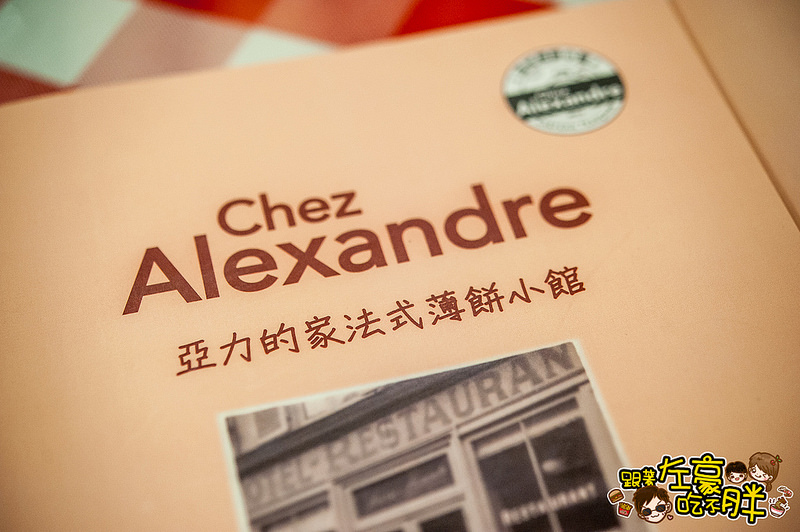 Alexandre
Chez
Alexandre
亞力的家法式薄餅小館
HOTEL-RESTAURAN
RESTAURANT
跟著左豪
吃不胖